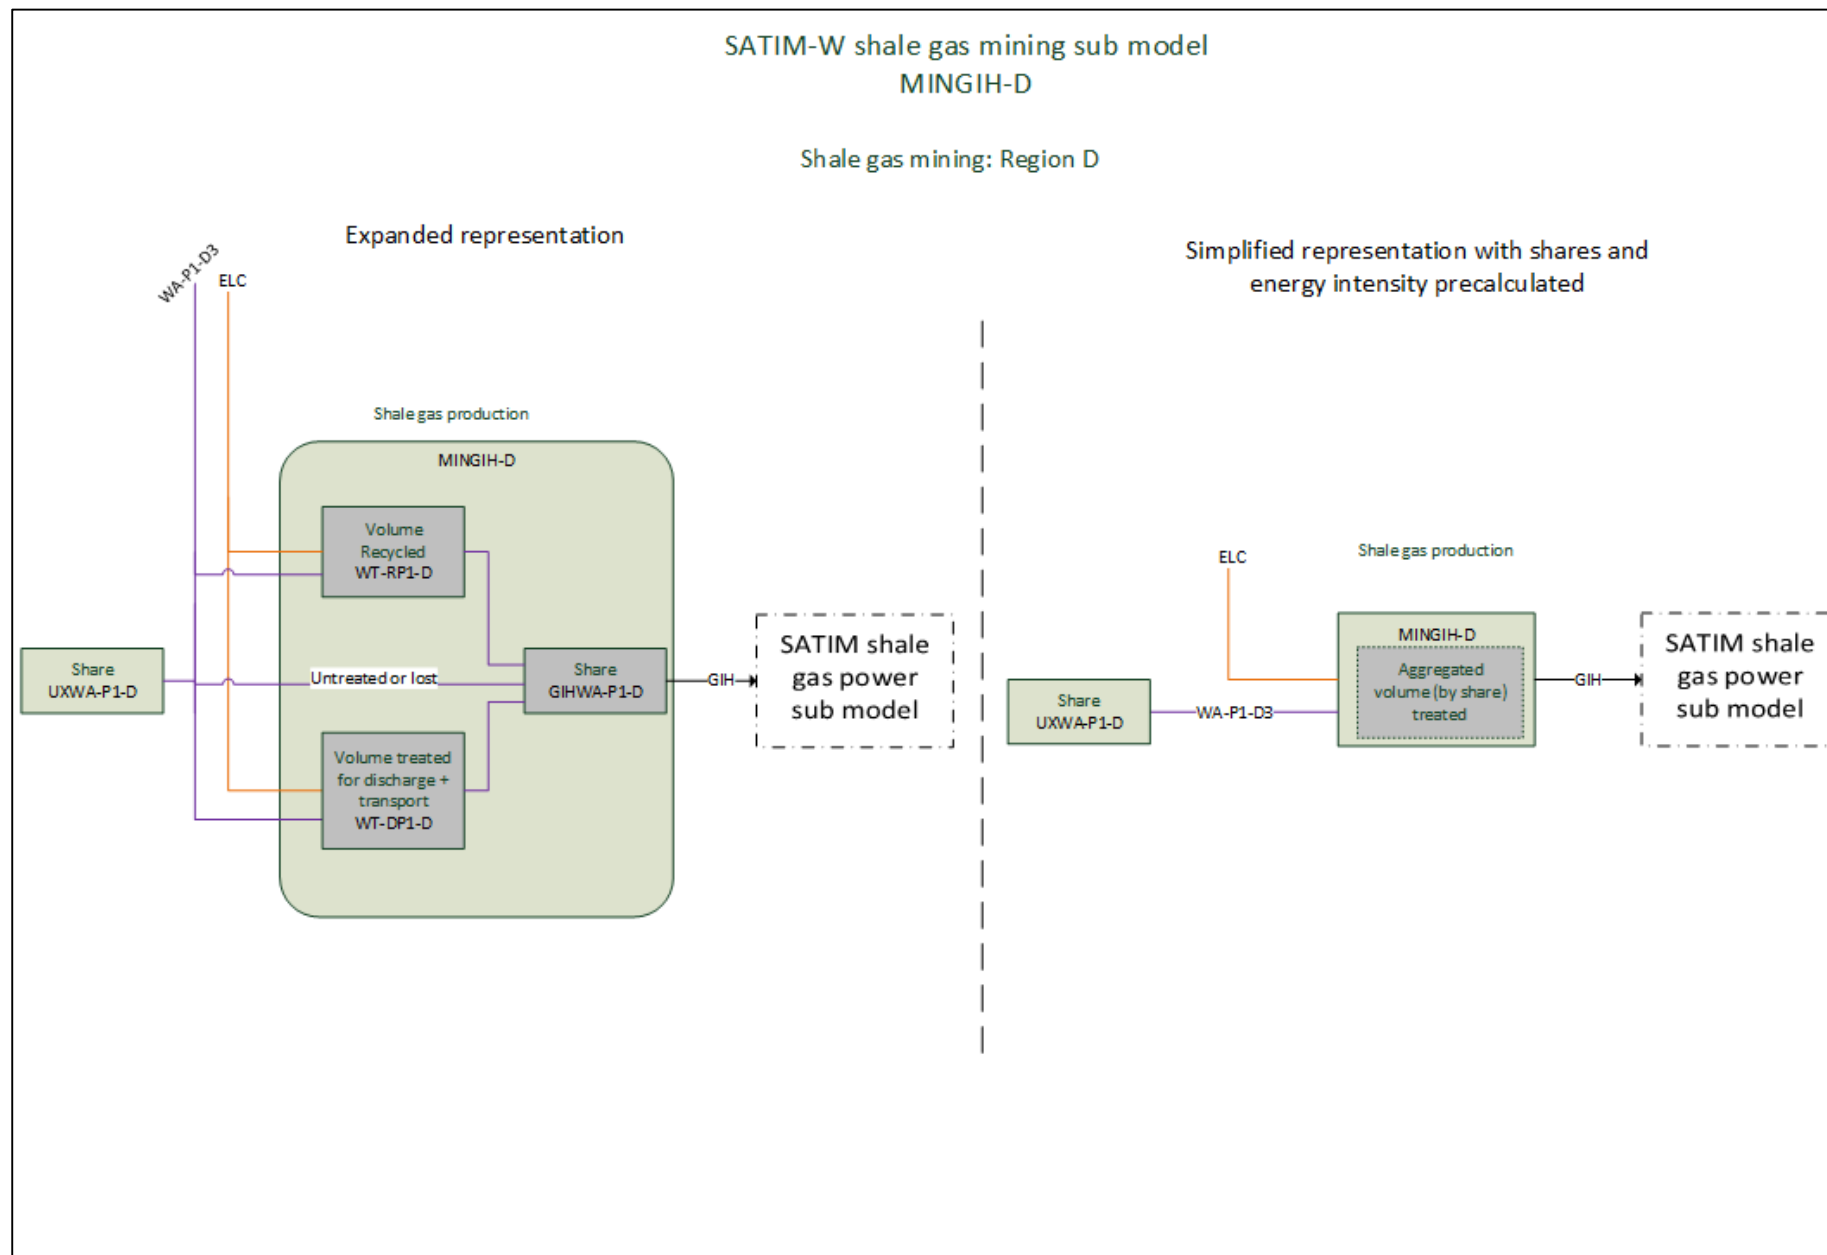 SATIM-W shale gas mining sub model
MINGIH-D
Shale gas mining: Region D
Expanded representation
WA-P1-D3
ELC
Shale gas production
MINGIH-D
Volume
Recycled
WT-RP1-D
Share
UXWA-P1-D
Untreated or lost
Share
GIHWA-P1-D
GIH
SATIM shale
gas power
sub model
Volume treated
for discharge +
transport
WT-DP1-D
Simplified representation with shares and
energy intensity precalculated
ELC
Shale gas production
MINGIH-D
Aggregated
volume (by share)
treated
Share
UXWA-P1-D
WA-P1-D3
GIH
SATIM shale
gas power
sub model